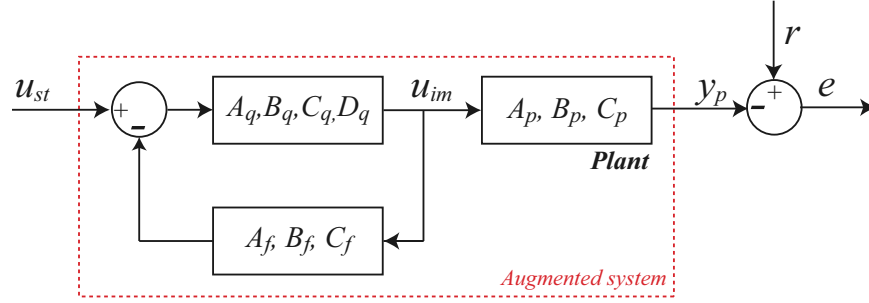 r
u_st
+
-
A_q,B_q,C_q,D_q
u_im
A_p, B_p, C_p
y_p
-
+
e
Plant
A_f, B_f, C_f
Augmented system